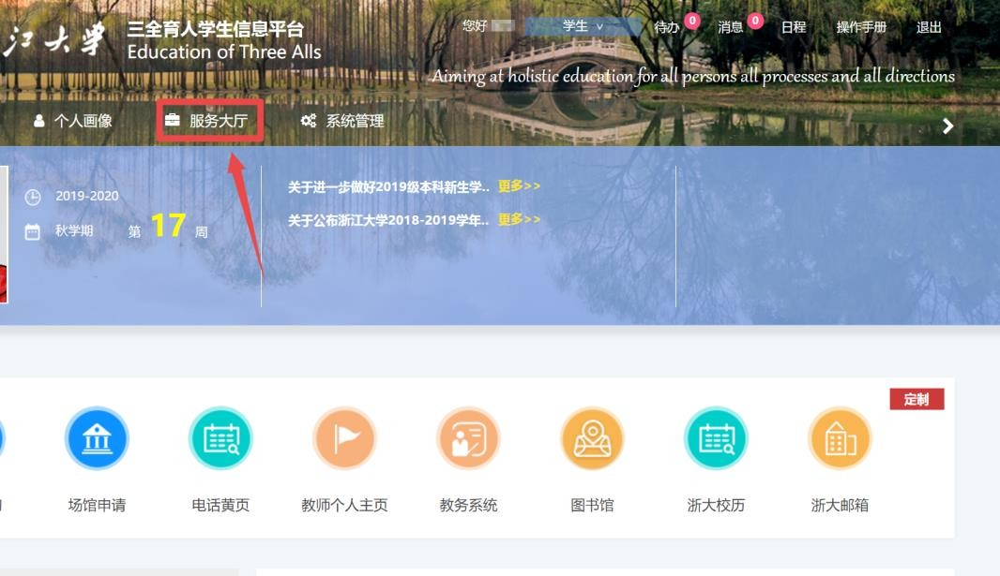 江大学
三全育人学生信息平台
Education of Three Alls
您好
学生
待办
0
消息
0
日程
操作手册
退出
Aiming at holistic education for all persons all processes and all directions
个人画像
服务大厅
系统管理
2019-2020
秋学期
第 17 周
关于进一步做好2019级本科新生学.. 更多>>
关于公布浙江大学2018-2019学年.. 更多>>
定制
场馆申请
电话黄页
教师个人主页
教务系统
图书馆
浙大校历
浙大邮箱